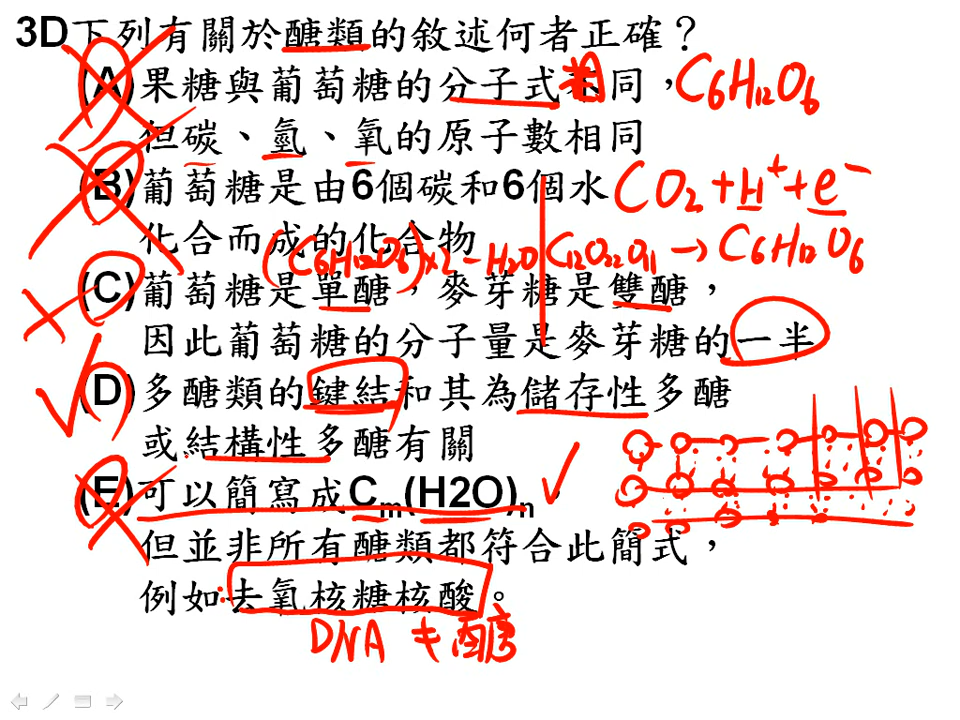 3D下列有關於醣類的敘述何者正確？
(A)果糖與葡萄糖的分子式不同，C6H12O6
但碳、氫、氧的原子數相同
(B)葡萄糖是由6個碳和6個水 CO2+H++e-
化合而成的化合物
(C6H12O6)×2-H2O C12O22O11→C6H12O6
(C)葡萄糖是單醣，麥芽糖是雙醣，
因此葡萄糖的分子量是麥芽糖的一半
(D)多醣類的鍵結和其為儲存性多醣
或結構性多醣有關
(E)可以簡寫成Cm(H2O)n，
但並非所有醣類都符合此簡式，
例如:去氧核糖核酸。
DNA ≠醣